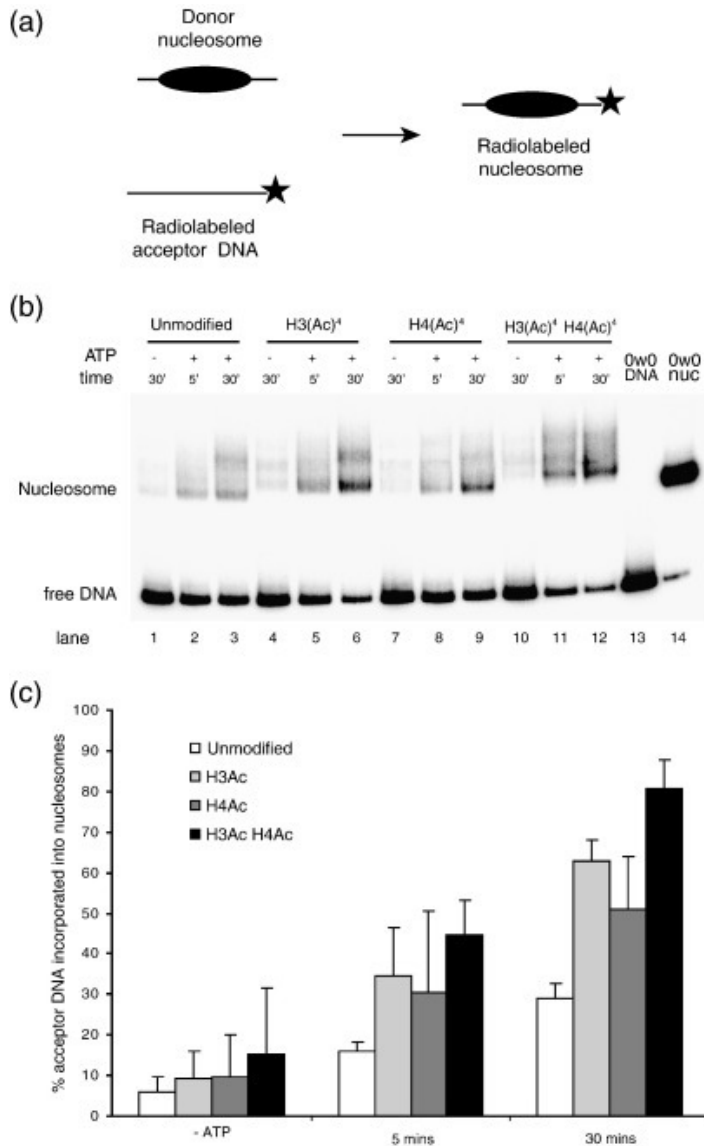 (a)
Donor
nucleosome
Radiolabeled
nucleosome
Radiolabeled
acceptor DNA
(b)
Unmodified H3(Ac)⁴ H4(Ac)⁴ H3(Ac)⁴ H4(Ac)⁴
ATP - + + - + + - + + - + + 0w0 0w0
time 30' 5' 30' 30' 5' 30' 30' 5' 30' 30' 5' 30' DNA nuc
Nucleosome
free DNA
lane 1 2 3 4 5 6 7 8 9 10 11 12 13 14
(c)
% acceptor DNA incorporated into nucleosomes
100
90
80
70
60
50
40
30
20
10
0
Unmodified
H3Ac
H4Ac
H3Ac H4Ac
- ATP 5 mins 30 mins